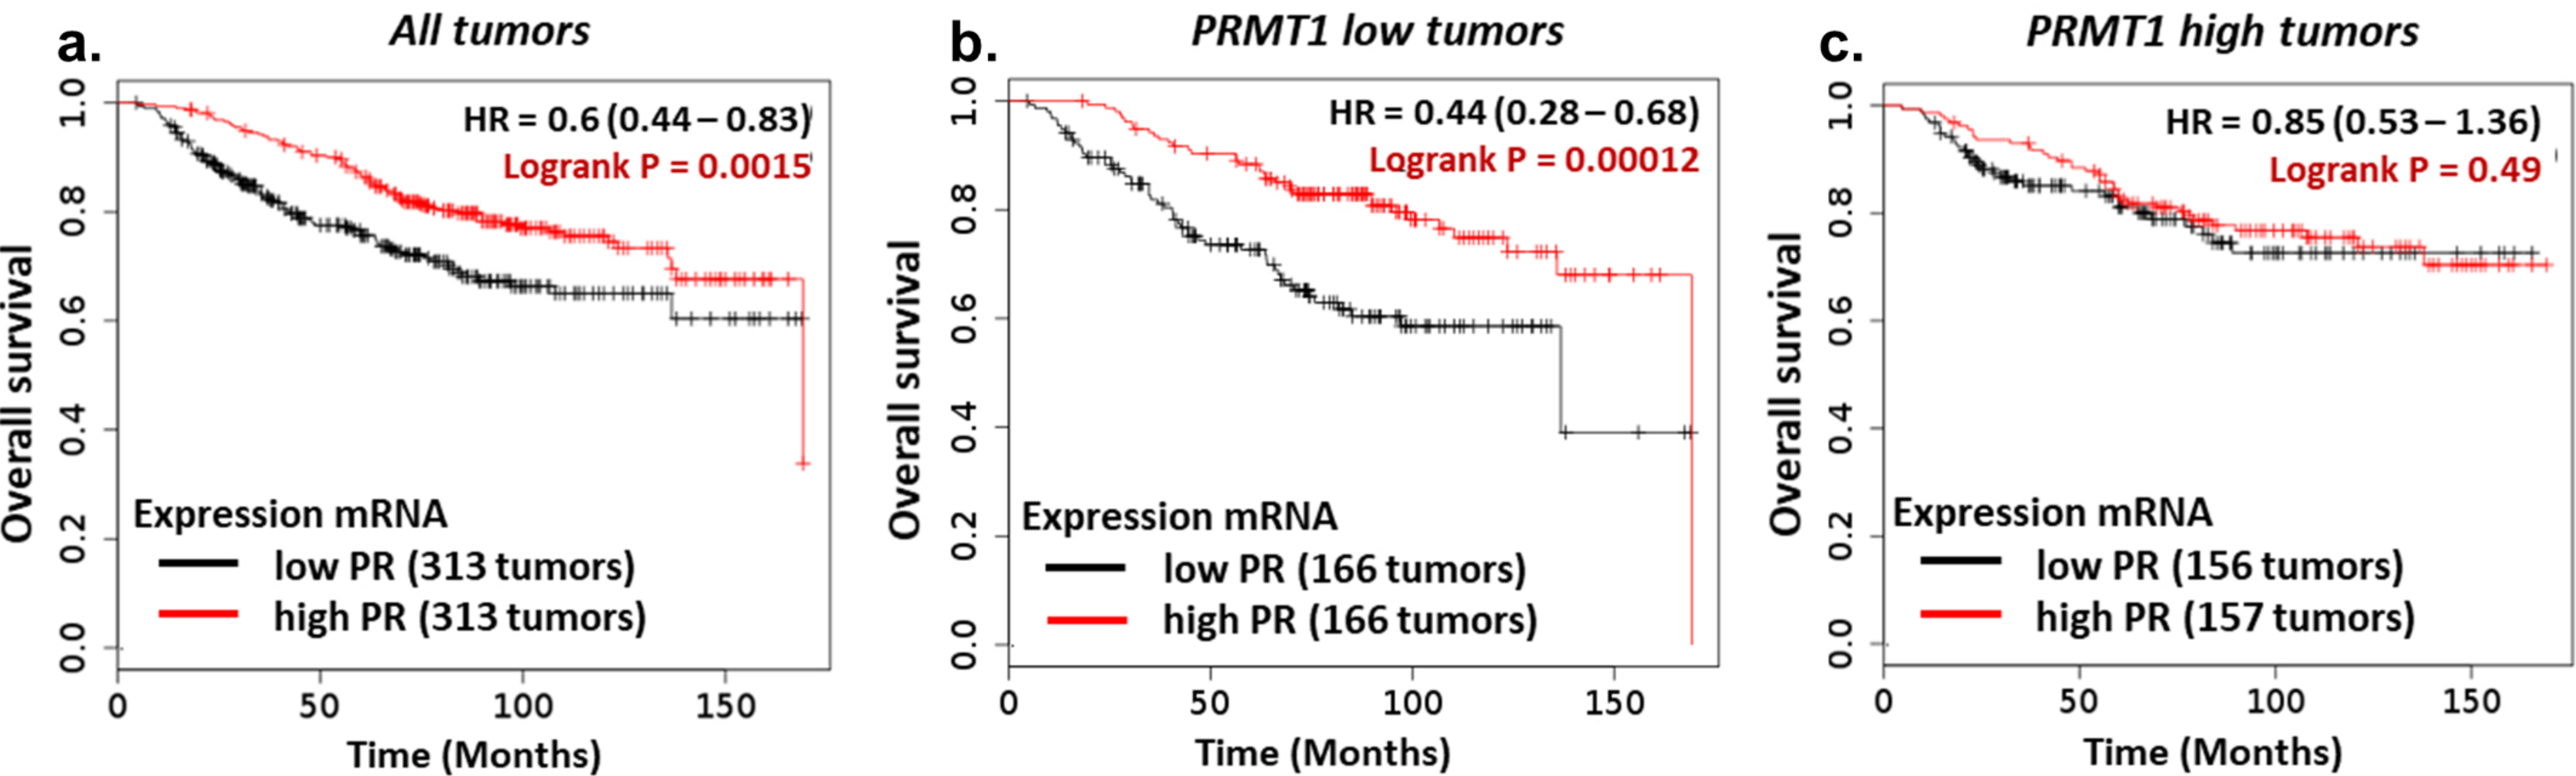 a.
All tumors
HR = 0.6 (0.44 – 0.83)
Logrank P = 0.0015
Overall survival
1.0
0.8
0.6
0.4
0.2
0.0
Expression mRNA
low PR (313 tumors)
high PR (313 tumors)
0 50 100 150
Time (Months)
b.
PRMT1 low tumors
HR = 0.44 (0.28 – 0.68)
Logrank P = 0.00012
Overall survival
1.0
0.8
0.6
0.4
0.2
0.0
Expression mRNA
low PR (166 tumors)
high PR (166 tumors)
0 50 100 150
Time (Months)
c.
PRMT1 high tumors
HR = 0.85 (0.53 – 1.36)
Logrank P = 0.49
Overall survival
1.0
0.8
0.6
0.4
0.2
0.0
Expression mRNA
low PR (156 tumors)
high PR (157 tumors)
0 50 100 150
Time (Months)